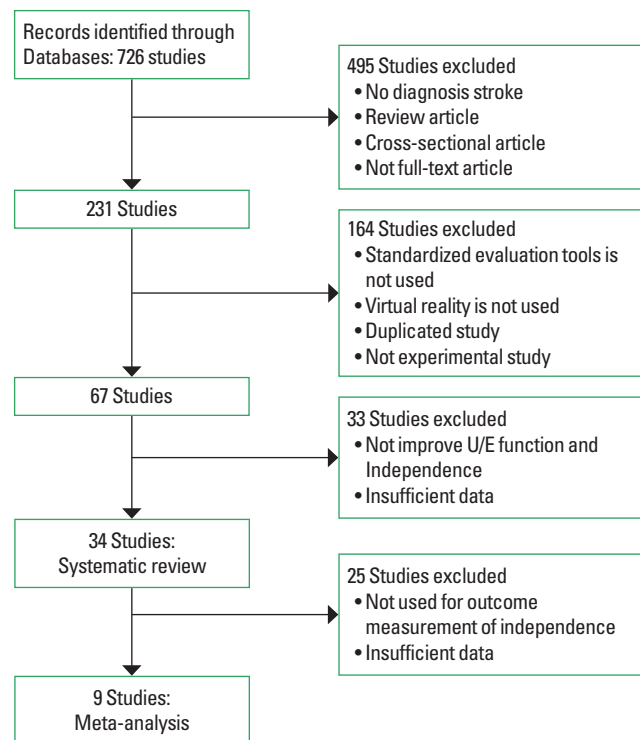 Records identified through
Databases: 726 studies
495 Studies excluded
• No diagnosis stroke
• Review article
• Cross-sectional article
• Not full-text article
231 Studies
164 Studies excluded
• Standardized evaluation tools is
not used
• Virtual reality is not used
• Duplicated study
• Not experimental study
67 Studies
33 Studies excluded
• Not improve U/E function and
Independence
• Insufficient data
34 Studies:
Systematic review
25 Studies excluded
• Not used for outcome
measurement of independence
• Insufficient data
9 Studies:
Meta-analysis